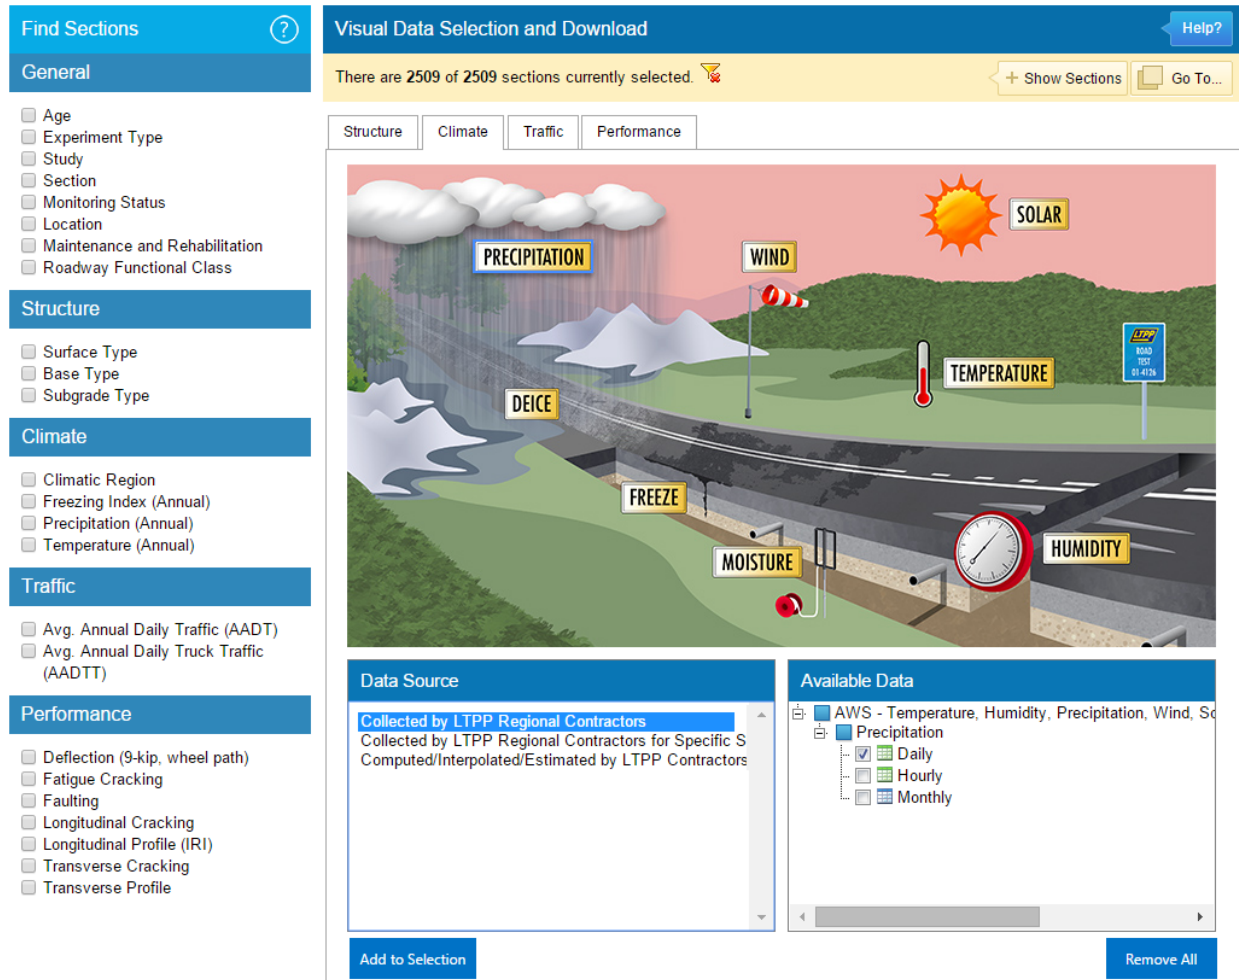 Find Sections
?
General
Age
Experiment Type
Study
Section
Monitoring Status
Location
Maintenance and Rehabilitation
Roadway Functional Class
Structure
Surface Type
Base Type
Subgrade Type
Climate
Climatic Region
Freezing Index (Annual)
Precipitation (Annual)
Temperature (Annual)
Traffic
Avg. Annual Daily Traffic (AADT)
Avg. Annual Daily Truck Traffic
(AADTT)
Performance
Deflection (9-kip, wheel path)
Fatigue Cracking
Faulting
Longitudinal Cracking
Longitudinal Profile (IRI)
Transverse Cracking
Transverse Profile
Visual Data Selection and Download
Help?
There are 2509 of 2509 sections currently selected.
+ Show Sections
Go To...
Structure
Climate
Traffic
Performance
SOLAR
PRECIPITATION
WIND
LTPP
ROAD
TEST
01-4126
TEMPERATURE
DEICE
FREEZE
MOISTURE
HUMIDITY
Data Source
Collected by LTPP Regional Contractors
Collected by LTPP Regional Contractors for Specific S
Computed/Interpolated/Estimated by LTPP Contractors
Available Data
AWS - Temperature, Humidity, Precipitation, Wind, So
Precipitation
Daily
Hourly
Monthly
Add to Selection
Remove All